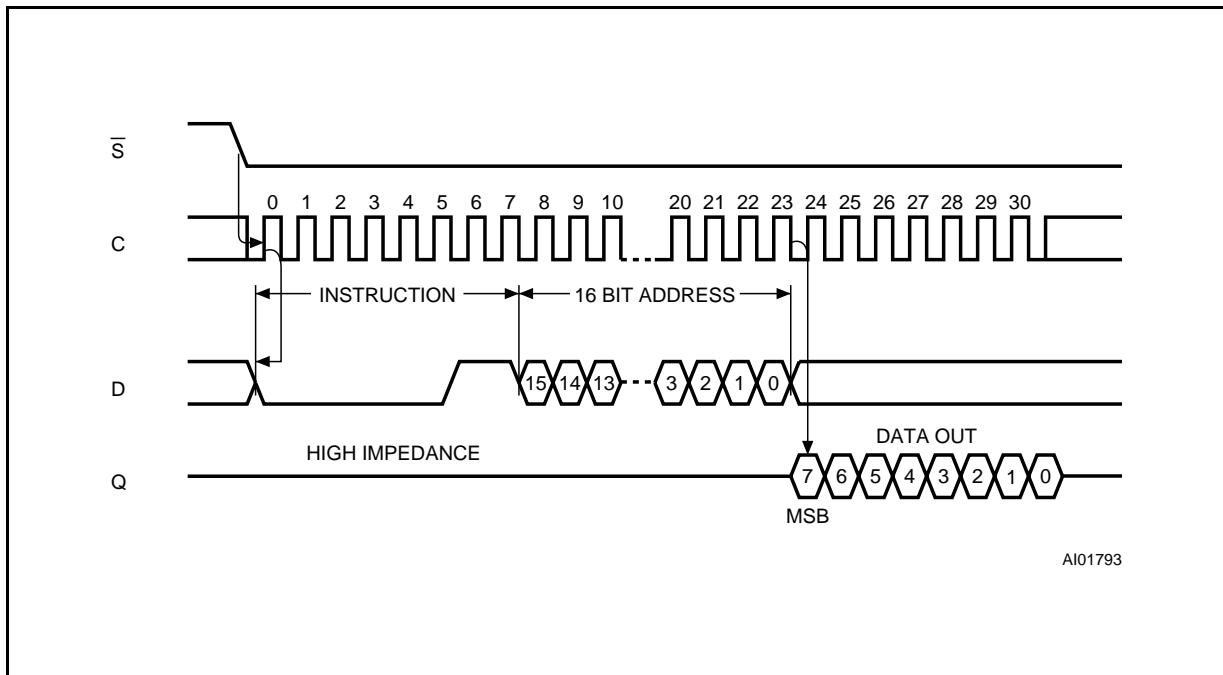 S̅
0 1 2 3 4 5 6 7 8 9 10 20 21 22 23 24 25 26 27 28 29 30
C
INSTRUCTION 16 BIT ADDRESS
D
15 14 13 3 2 1 0
HIGH IMPEDANCE
DATA OUT
Q
7 6 5 4 3 2 1 0
MSB
AI01793